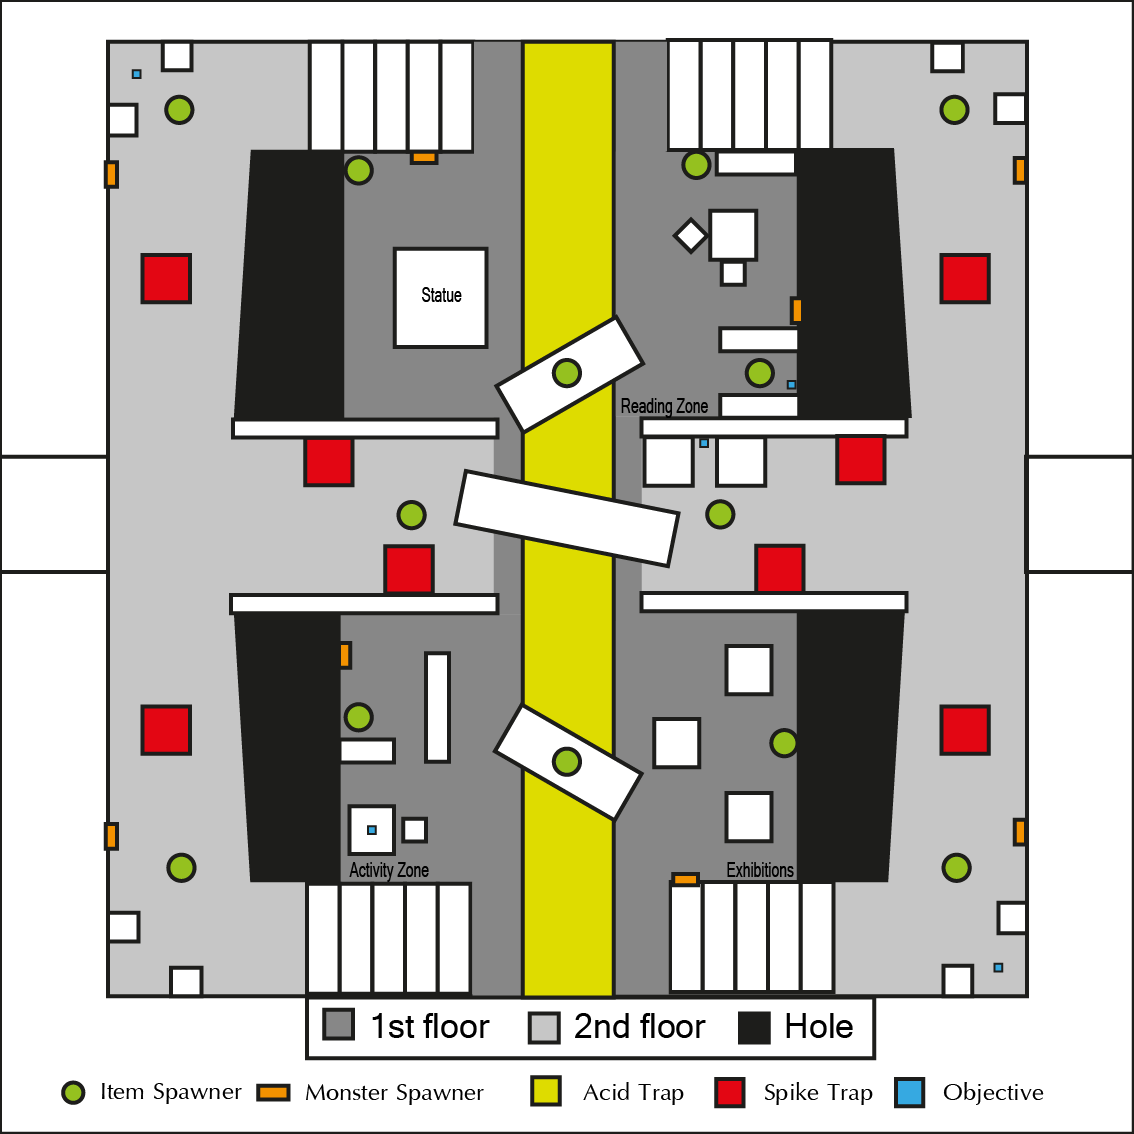 Statue
Reading Zone
Activity Zone
Exhibitions
1st floor 2nd floor Hole
Item Spawner Monster Spawner Acid Trap Spike Trap Objective